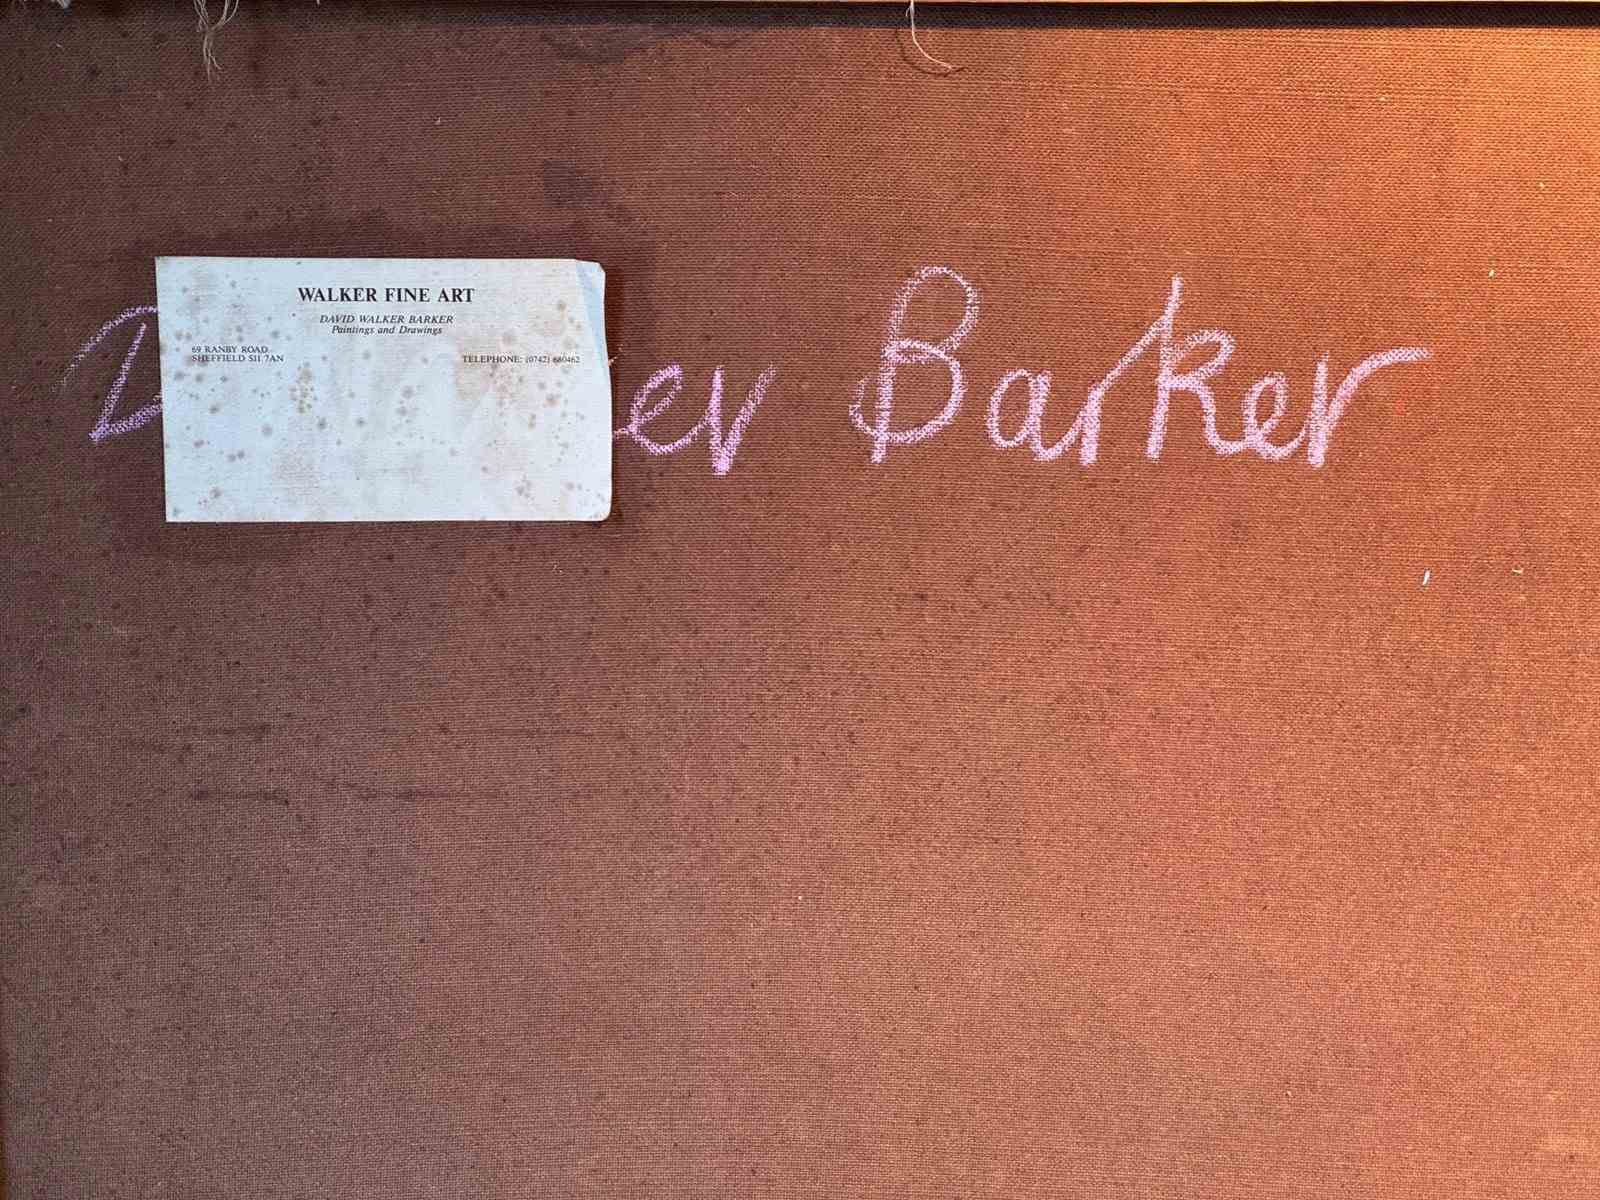 WALKER FINE ART
DAVID WALKER BARKER
Paintings and Drawings
69 RANBY ROAD
SHEFFIELD S11 7AN
TELEPHONE: (0742) 680462
D er Barker